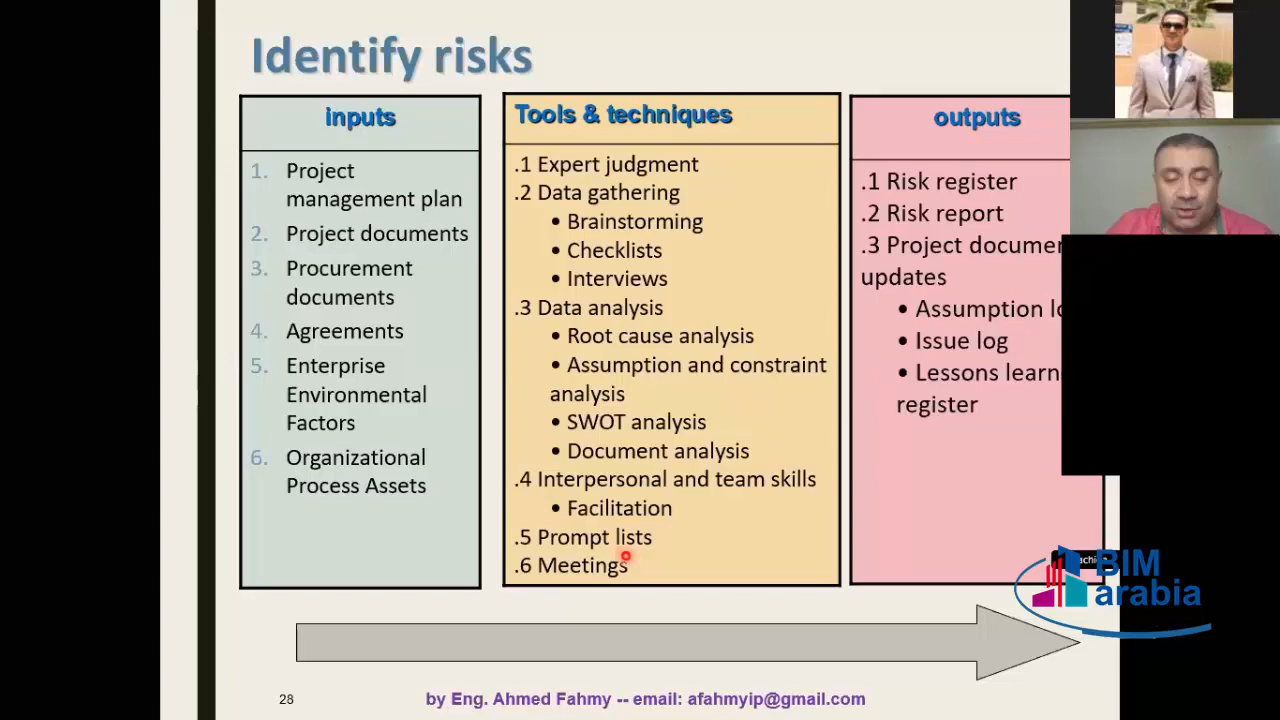 Identify risks
inputs
1. Project
management plan
2. Project documents
3. Procurement
documents
4. Agreements
5. Enterprise
Environmental
Factors
6. Organizational
Process Assets
Tools & techniques
.1 Expert judgment
.2 Data gathering
• Brainstorming
• Checklists
• Interviews
.3 Data analysis
• Root cause analysis
• Assumption and constraint
analysis
• SWOT analysis
• Document analysis
.4 Interpersonal and team skills
• Facilitation
.5 Prompt lists
.6 Meetings
outputs
.1 Risk register
.2 Risk report
.3 Project
updates
• Assumption
• Issue log
• Lessons
register
BIM
arabia
28
by Eng. Ahmed Fahmy -- email: afahmyip@gmail.com